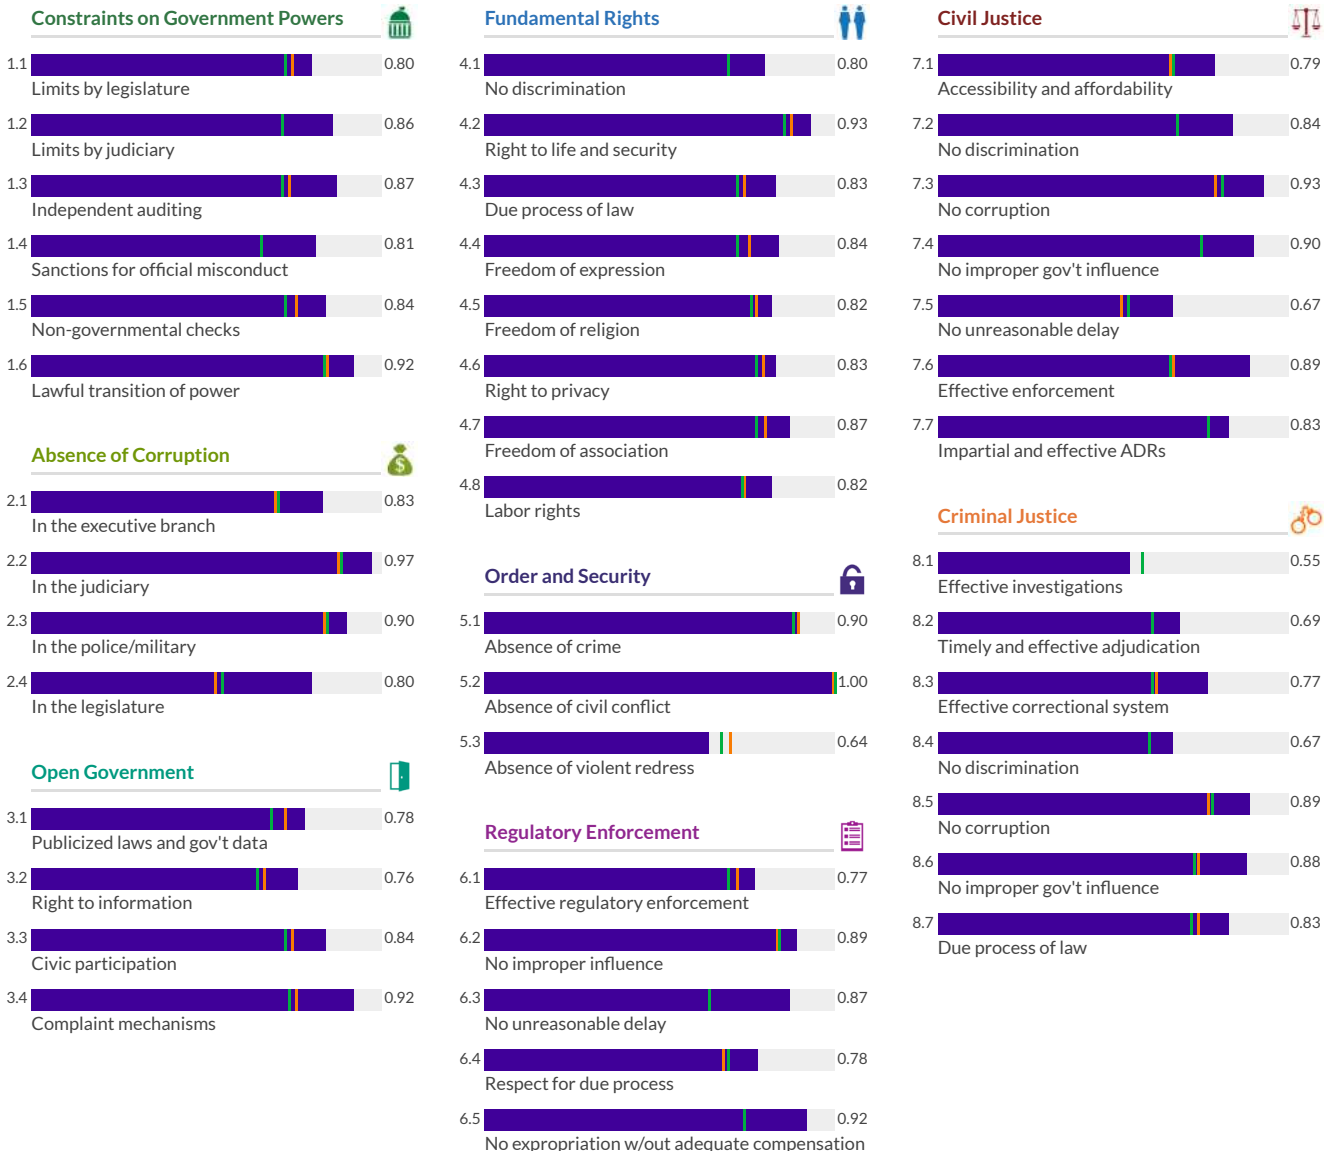 Constraints on Government Powers
1.1 0.80
Limits by legislature
1.2 0.86
Limits by judiciary
1.3 0.87
Independent auditing
1.4 0.81
Sanctions for official misconduct
1.5 0.84
Non-governmental checks
1.6 0.92
Lawful transition of power
Absence of Corruption
2.1 0.83
In the executive branch
2.2 0.97
In the judiciary
2.3 0.90
In the police/military
2.4 0.80
In the legislature
Open Government
3.1 0.78
Publicized laws and gov't data
3.2 0.76
Right to information
3.3 0.84
Civic participation
3.4 0.92
Complaint mechanisms
Fundamental Rights
4.1 0.80
No discrimination
4.2 0.93
Right to life and security
4.3 0.83
Due process of law
4.4 0.84
Freedom of expression
4.5 0.82
Freedom of religion
4.6 0.83
Right to privacy
4.7 0.87
Freedom of association
4.8 0.82
Labor rights
Order and Security
5.1 0.90
Absence of crime
5.2 1.00
Absence of civil conflict
5.3 0.64
Absence of violent redress
Regulatory Enforcement
6.1 0.77
Effective regulatory enforcement
6.2 0.89
No improper influence
6.3 0.87
No unreasonable delay
6.4 0.78
Respect for due process
6.5 0.92
No expropriation w/out adequate compensation
Civil Justice
7.1 0.79
Accessibility and affordability
7.2 0.84
No discrimination
7.3 0.93
No corruption
7.4 0.90
No improper gov't influence
7.5 0.67
No unreasonable delay
7.6 0.89
Effective enforcement
7.7 0.83
Impartial and effective ADRs
Criminal Justice
8.1 0.55
Effective investigations
8.2 0.69
Timely and effective adjudication
8.3 0.77
Effective correctional system
8.4 0.67
No discrimination
8.5 0.89
No corruption
8.6 0.88
No improper gov't influence
8.7 0.83
Due process of law